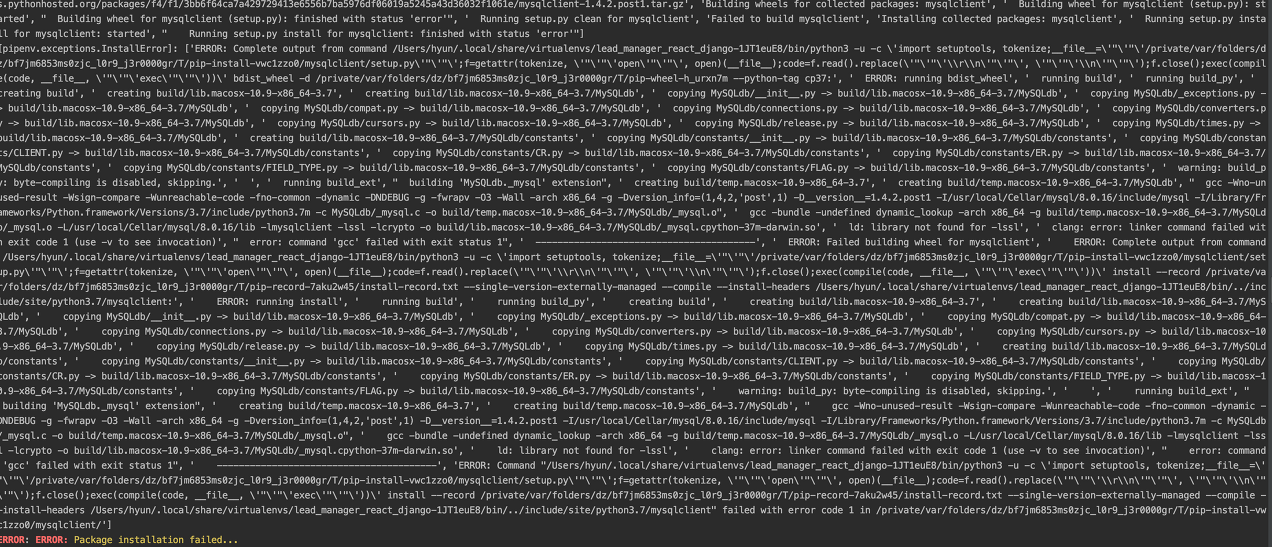 s.pythonhosted.org/packages/f4/f1/3bb6f64ca7a429729413e6556b7ba5976df06019a5245a43d36032f1061e/mysqlclient-1.4.2.post1.tar.gz', 'Building wheels for collected packages: mysqlclient', '  Building wheel for mysqlclient (setup.py): st
arted', "  Building wheel for mysqlclient (setup.py): finished with status 'error'", '  Running setup.py clean for mysqlclient', 'Failed to build mysqlclient', 'Installing collected packages: mysqlclient', '  Running setup.py insta
ll for mysqlclient: started', "    Running setup.py install for mysqlclient: finished with status 'error'"]
[pipenv.exceptions.InstallError]: ['ERROR: Complete output from command /Users/hyun/.local/share/virtualenvs/lead_manager_react_django-1JT1euE8/bin/python3 -u -c \'import setuptools, tokenize;__file__=\'"\'"\'/private/var/folders/
dz/bf7jm6853ms0zjc_l0r9_j3r0000gr/T/pip-install-vwc1zzo0/mysqlclient/setup.py\'"\'"\';f=getattr(tokenize, \'"\'"\'open\'"\'"\', open)(__file__);code=f.read().replace(\'"\'"\'\\r\\n\'"\'"\', \'"\'"\'\\n\'"\'"\');f.close();exec(compil
e(code, __file__, \'"\'"\'exec\'"\'"\'))\' bdist_wheel -d /private/var/folders/dz/bf7jm6853ms0zjc_l0r9_j3r0000gr/T/pip-wheel-h_urxn7m --python-tag cp37:', '  ERROR: running bdist_wheel', '  running build', '  running build_py', '
creating build', '  creating build/lib.macosx-10.9-x86_64-3.7', '  creating build/lib.macosx-10.9-x86_64-3.7/MySQLdb', '  copying MySQLdb/__init__.py -> build/lib.macosx-10.9-x86_64-3.7/MySQLdb', '  copying MySQLdb/_exceptions.py -
> build/lib.macosx-10.9-x86_64-3.7/MySQLdb', '  copying MySQLdb/compat.py -> build/lib.macosx-10.9-x86_64-3.7/MySQLdb', '  copying MySQLdb/connections.py -> build/lib.macosx-10.9-x86_64-3.7/MySQLdb', '  copying MySQLdb/converters.p
y -> build/lib.macosx-10.9-x86_64-3.7/MySQLdb', '  copying MySQLdb/cursors.py -> build/lib.macosx-10.9-x86_64-3.7/MySQLdb', '  copying MySQLdb/release.py -> build/lib.macosx-10.9-x86_64-3.7/MySQLdb', '  copying MySQLdb/times.py ->
build/lib.macosx-10.9-x86_64-3.7/MySQLdb', '  creating build/lib.macosx-10.9-x86_64-3.7/MySQLdb/constants', '  copying MySQLdb/constants/__init__.py -> build/lib.macosx-10.9-x86_64-3.7/MySQLdb/constants', '  copying MySQLdb/constan
ts/CLIENT.py -> build/lib.macosx-10.9-x86_64-3.7/MySQLdb/constants', '  copying MySQLdb/constants/CR.py -> build/lib.macosx-10.9-x86_64-3.7/MySQLdb/constants', '  copying MySQLdb/constants/ER.py -> build/lib.macosx-10.9-x86_64-3.7/
MySQLdb/constants', '  copying MySQLdb/constants/FIELD_TYPE.py -> build/lib.macosx-10.9-x86_64-3.7/MySQLdb/constants', '  copying MySQLdb/constants/FLAG.py -> build/lib.macosx-10.9-x86_64-3.7/MySQLdb/constants', '  warning: build_p
y: byte-compiling is disabled, skipping.', '  ', '  running build_ext', "  building 'MySQLdb._mysql' extension", '  creating build/temp.macosx-10.9-x86_64-3.7', '  creating build/temp.macosx-10.9-x86_64-3.7/MySQLdb', "  gcc -Wno-un
used-result -Wsign-compare -Wunreachable-code -fno-common -dynamic -DNDEBUG -g -fwrapv -O3 -Wall -arch x86_64 -g -Dversion_info=(1,4,2,'post',1) -D__version__=1.4.2.post1 -I/usr/local/Cellar/mysql/8.0.16/include/mysql -I/Library/Fr
ameworks/Python.framework/Versions/3.7/include/python3.7m -c MySQLdb/_mysql.c -o build/temp.macosx-10.9-x86_64-3.7/MySQLdb/_mysql.o", '  gcc -bundle -undefined dynamic_lookup -arch x86_64 -g build/temp.macosx-10.9-x86_64-3.7/MySQLdb
/_mysql.o -L/usr/local/Cellar/mysql/8.0.16/lib -lmysqlclient -lssl -lcrypto -o build/lib.macosx-10.9-x86_64-3.7/MySQLdb/_mysql.cpython-37m-darwin.so', '  ld: library not found for -lssl', '  clang: error: linker command failed wit
h exit code 1 (use -v to see invocation)', "  error: command 'gcc' failed with exit status 1", '  ----------------------------------------', '  ERROR: Failed building wheel for mysqlclient', '    ERROR: Complete output from command
/Users/hyun/.local/share/virtualenvs/lead_manager_react_django-1JT1euE8/bin/python3 -u -c \'import setuptools, tokenize;__file__=\'"\'"\'/private/var/folders/dz/bf7jm6853ms0zjc_l0r9_j3r0000gr/T/pip-install-vwc1zzo0/mysqlclient/set
up.py\'"\'"\';f=getattr(tokenize, \'"\'"\'open\'"\'"\', open)(__file__);code=f.read().replace(\'"\'"\'\\r\\n\'"\'"\', \'"\'"\'\\n\'"\'"\');f.close();exec(compile(code, __file__, \'"\'"\'exec\'"\'"\'))\' install --record /private/va
r/folders/dz/bf7jm6853ms0zjc_l0r9_j3r0000gr/T/pip-record-7aku2w45/install-record.txt --single-version-externally-managed --compile --install-headers /Users/hyun/.local/share/virtualenvs/lead_manager_react_django-1JT1euE8/bin/../inc
lude/site/python3.7/mysqlclient:', '    ERROR: running install', '    running build', '    running build_py', '    creating build', '    creating build/lib.macosx-10.9-x86_64-3.7', '    creating build/lib.macosx-10.9-x86_64-3.7/MyS
QLdb', '    copying MySQLdb/__init__.py -> build/lib.macosx-10.9-x86_64-3.7/MySQLdb', '    copying MySQLdb/_exceptions.py -> build/lib.macosx-10.9-x86_64-3.7/MySQLdb', '    copying MySQLdb/compat.py -> build/lib.macosx-10.9-x86_64-
3.7/MySQLdb', '    copying MySQLdb/connections.py -> build/lib.macosx-10.9-x86_64-3.7/MySQLdb', '    copying MySQLdb/converters.py -> build/lib.macosx-10.9-x86_64-3.7/MySQLdb', '    copying MySQLdb/cursors.py -> build/lib.macosx-10
.9-x86_64-3.7/MySQLdb', '    copying MySQLdb/release.py -> build/lib.macosx-10.9-x86_64-3.7/MySQLdb', '    copying MySQLdb/times.py -> build/lib.macosx-10.9-x86_64-3.7/MySQLdb', '    creating build/lib.macosx-10.9-x86_64-3.7/MySQLd
b/constants', '    copying MySQLdb/constants/__init__.py -> build/lib.macosx-10.9-x86_64-3.7/MySQLdb/constants', '    copying MySQLdb/constants/CLIENT.py -> build/lib.macosx-10.9-x86_64-3.7/MySQLdb/constants', '    copying MySQLdb/
constants/CR.py -> build/lib.macosx-10.9-x86_64-3.7/MySQLdb/constants', '    copying MySQLdb/constants/ER.py -> build/lib.macosx-10.9-x86_64-3.7/MySQLdb/constants', '    copying MySQLdb/constants/FIELD_TYPE.py -> build/lib.macosx-1
0.9-x86_64-3.7/MySQLdb/constants', '    copying MySQLdb/constants/FLAG.py -> build/lib.macosx-10.9-x86_64-3.7/MySQLdb/constants', '    warning: build_py: byte-compiling is disabled, skipping.', '    ', '    running build_ext', "
 building 'MySQLdb._mysql' extension", '    creating build/temp.macosx-10.9-x86_64-3.7', '    creating build/temp.macosx-10.9-x86_64-3.7/MySQLdb', "    gcc -Wno-unused-result -Wsign-compare -Wunreachable-code -fno-common -dynamic -
DNDEBUG -g -fwrapv -O3 -Wall -arch x86_64 -g -Dversion_info=(1,4,2,'post',1) -D__version__=1.4.2.post1 -I/usr/local/Cellar/mysql/8.0.16/include/mysql -I/Library/Frameworks/Python.framework/Versions/3.7/include/python3.7m -c MySQLdb
/_mysql.c -o build/temp.macosx-10.9-x86_64-3.7/MySQLdb/_mysql.o", '    gcc -bundle -undefined dynamic_lookup -arch x86_64 -g build/temp.macosx-10.9-x86_64-3.7/MySQLdb/_mysql.o -L/usr/local/Cellar/mysql/8.0.16/lib -lmysqlclient -lss
l -lcrypto -o build/lib.macosx-10.9-x86_64-3.7/MySQLdb/_mysql.cpython-37m-darwin.so', '    ld: library not found for -lssl', '    clang: error: linker command failed with exit code 1 (use -v to see invocation)', "    error: command
 'gcc' failed with exit status 1", '    ----------------------------------------', 'ERROR: Command "/Users/hyun/.local/share/virtualenvs/lead_manager_react_django-1JT1euE8/bin/python3 -u -c \'import setuptools, tokenize;__file__=\'
"\'"\'/private/var/folders/dz/bf7jm6853ms0zjc_l0r9_j3r0000gr/T/pip-install-vwc1zzo0/mysqlclient/setup.py\'"\'"\';f=getattr(tokenize, \'"\'"\'open\'"\'"\', open)(__file__);code=f.read().replace(\'"\'"\'\\r\\n\'"\'"\', \'"\'"\'\\n\'"
\'"\');f.close();exec(compile(code, __file__, \'"\'"\'exec\'"\'"\'))\' install --record /private/var/folders/dz/bf7jm6853ms0zjc_l0r9_j3r0000gr/T/pip-record-7aku2w45/install-record.txt --single-version-externally-managed --compile -
-install-headers /Users/hyun/.local/share/virtualenvs/lead_manager_react_django-1JT1euE8/bin/../include/site/python3.7/mysqlclient" failed with error code 1 in /private/var/folders/dz/bf7jm6853ms0zjc_l0r9_j3r0000gr/T/pip-install-vw
c1zzo0/mysqlclient/']
ERROR: ERROR: Package installation failed...